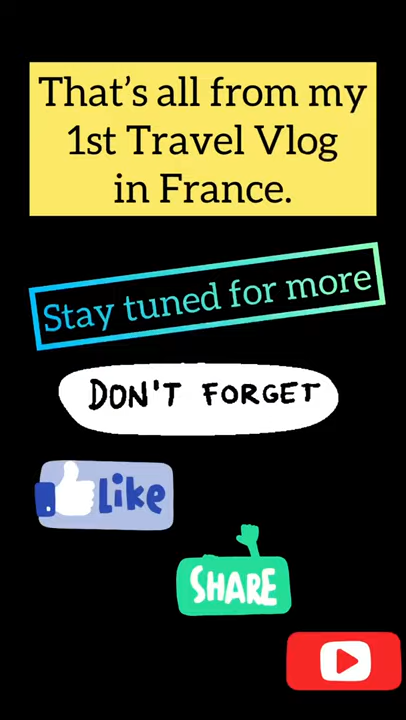 That’s all from my
1st Travel Vlog
in France.
Stay tuned for more
DON'T FORGET
Like
SHARE